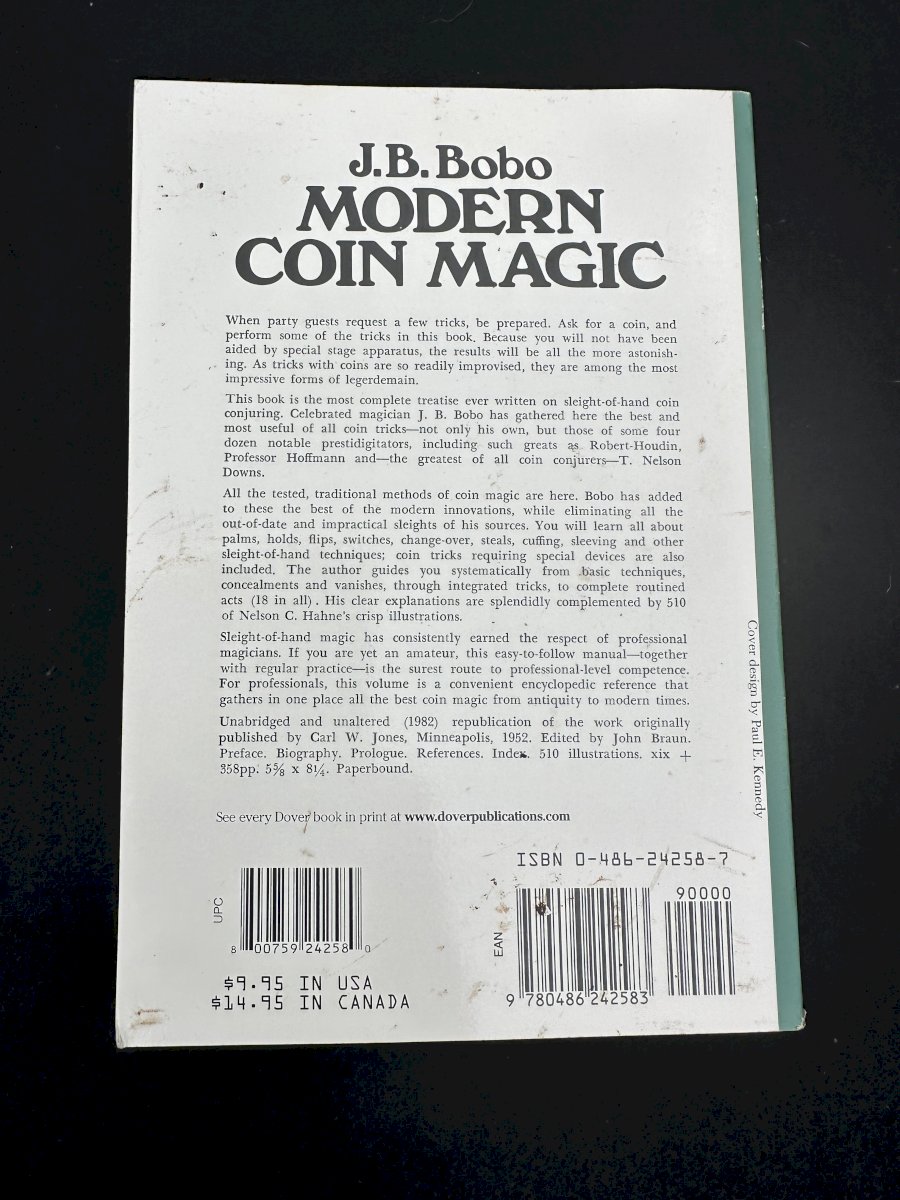 J.B. Bobo
MODERN
COIN MAGIC
When party guests request a few tricks, be prepared. Ask for a coin, and
perform some of the tricks in this book. Because you will not have been
aided by special stage apparatus, the results will be all the more astonish-
ing. As tricks with coins are so readily improvised, they are among the most
impressive forms of legerdemain.
This book is the most complete treatise ever written on sleight-of-hand coin
conjuring. Celebrated magician J. B. Bobo has gathered here the best and
most useful of all coin tricks—not only his own, but those of some four
dozen notable prestidigitators, including such greats as Robert-Houdin,
Professor Hoffmann and—the greatest of all coin conjurers—T. Nelson
Downs.
All the tested, traditional methods of coin magic are here. Bobo has added
to these the best of the modern innovations, while eliminating all the
out-of-date and impractical sleights of his sources. You will learn all about
palms, holds, flips, switches, change-over, steals, cuffing, sleeving and other
sleight-of-hand techniques; coin tricks requiring special devices are also
included. The author guides you systematically from basic techniques,
concealments and vanishes, through integrated tricks, to complete routined
acts (18 in all). His clear explanations are splendidly complemented by 510
of Nelson C. Hahne's crisp illustrations.
Sleight-of-hand magic has consistently earned the respect of professional
magicians. If you are yet an amateur, this easy-to-follow manual—together
with regular practice—is the surest route to professional-level competence.
For professionals, this volume is a convenient encyclopedic reference that
gathers in one place all the best coin magic from antiquity to modern times.
Unabridged and unaltered (1982) republication of the work originally
published by Carl W. Jones, Minneapolis, 1952. Edited by John Braun.
Preface. Biography. Prologue. References. Index. 510 illustrations. xix +
358pp. 5⅝ x 8¼. Paperbound.
Cover design by Paul E. Kennedy
See every Dover book in print at www.doverpublications.com
ISBN 0-486-24258-7
90000
UPC
8 00759 24258 0
EAN
9 780486 242583
$9.95 IN USA
$14.95 IN CANADA